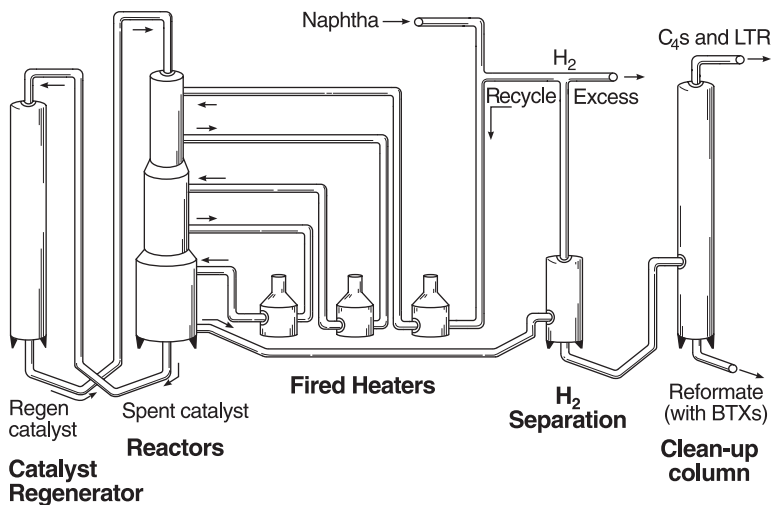 Naphtha
H2
C4s and LTR
Recycle
Excess
Fired Heaters
Regen
catalyst
Spent catalyst
Reactors
Catalyst
Regenerator
H2
Separation
Reformate
(with BTXs)
Clean-up
column